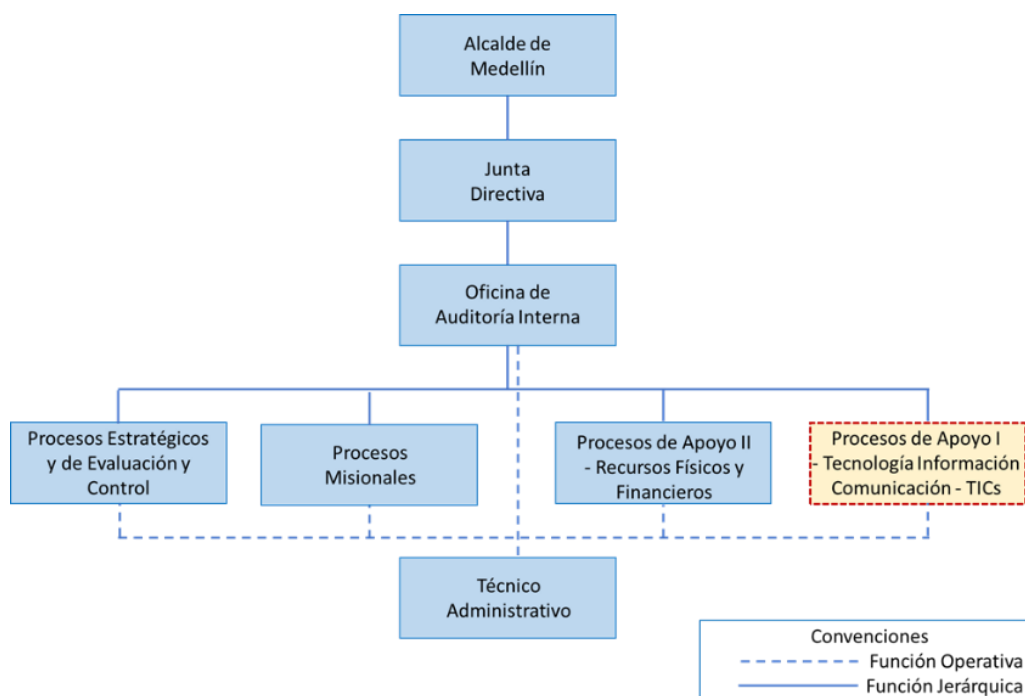 Alcalde de
Medellín
Junta
Directiva
Oficina de
Auditoría Interna
Procesos Estratégicos
y de Evaluación y
Control
Procesos
Misionales
Procesos de Apoyo II
- Recursos Físicos y
Financieros
Procesos de Apoyo I
- Tecnología Información
Comunicación - TICs
Técnico
Administrativo
Convenciones
Función Operativa
Función Jerárquica